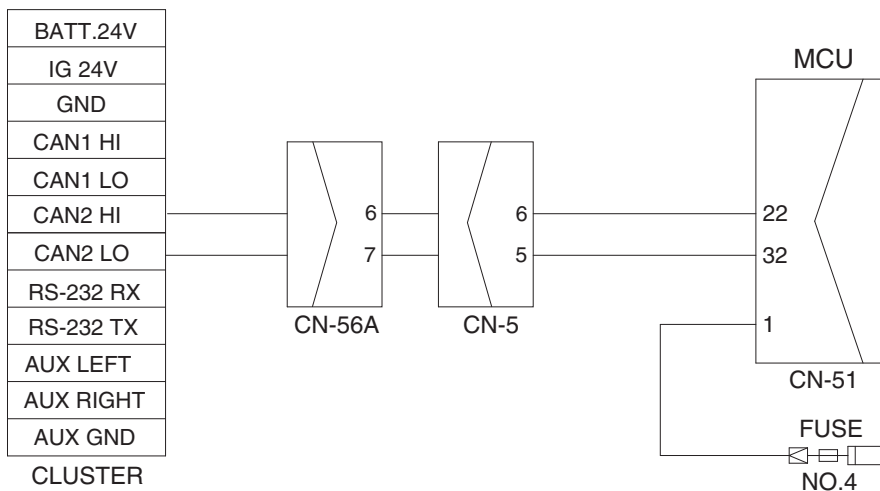 BATT.24V
IG 24V
GND
CAN1 HI
CAN1 LO
CAN2 HI
CAN2 LO
RS-232 RX
RS-232 TX
AUX LEFT
AUX RIGHT
AUX GND
CLUSTER
6
7
CN-56A
6
5
CN-5
MCU
22
32
1
CN-51
FUSE
NO.4